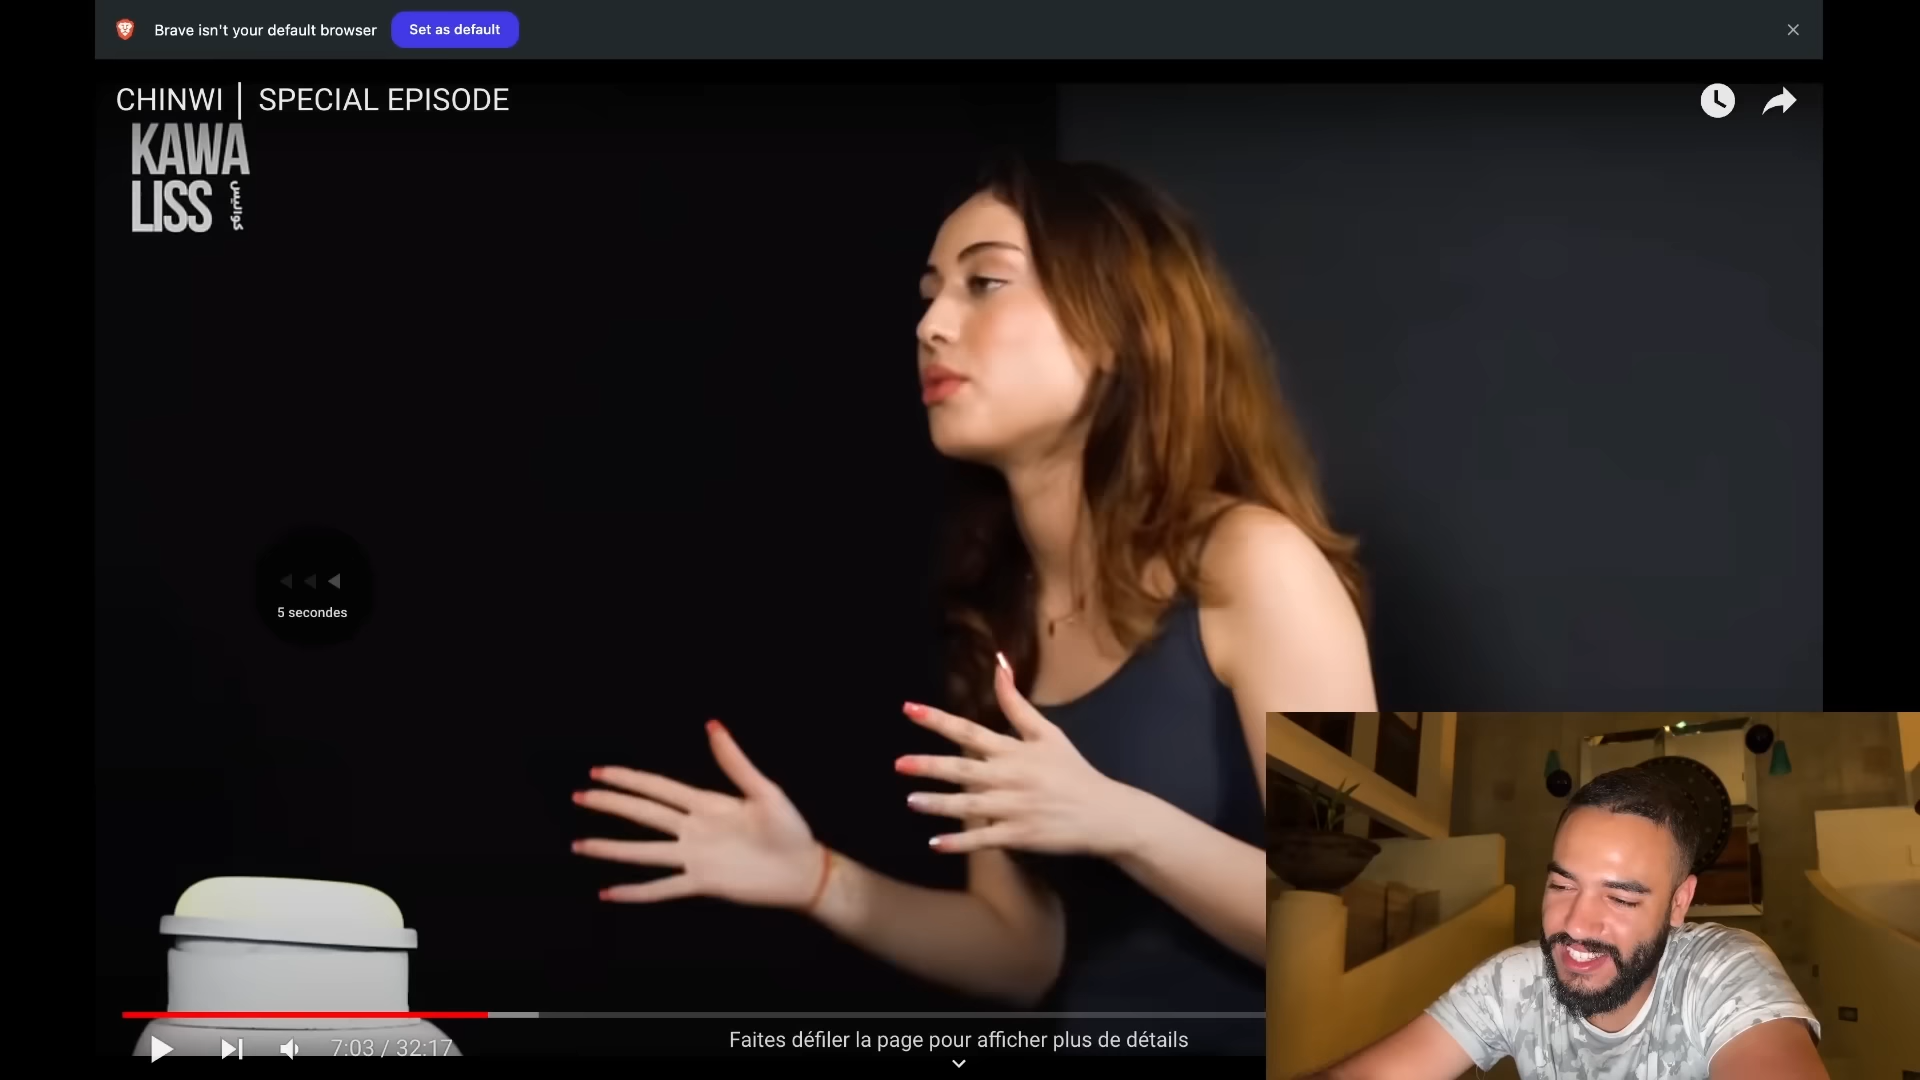 Brave isn't your default browser
Set as default
CHINWI | SPECIAL EPISODE
KAWA
LISS
كواليس
5 secondes
7:03 / 32:17
Faites défiler la page pour afficher plus de détails